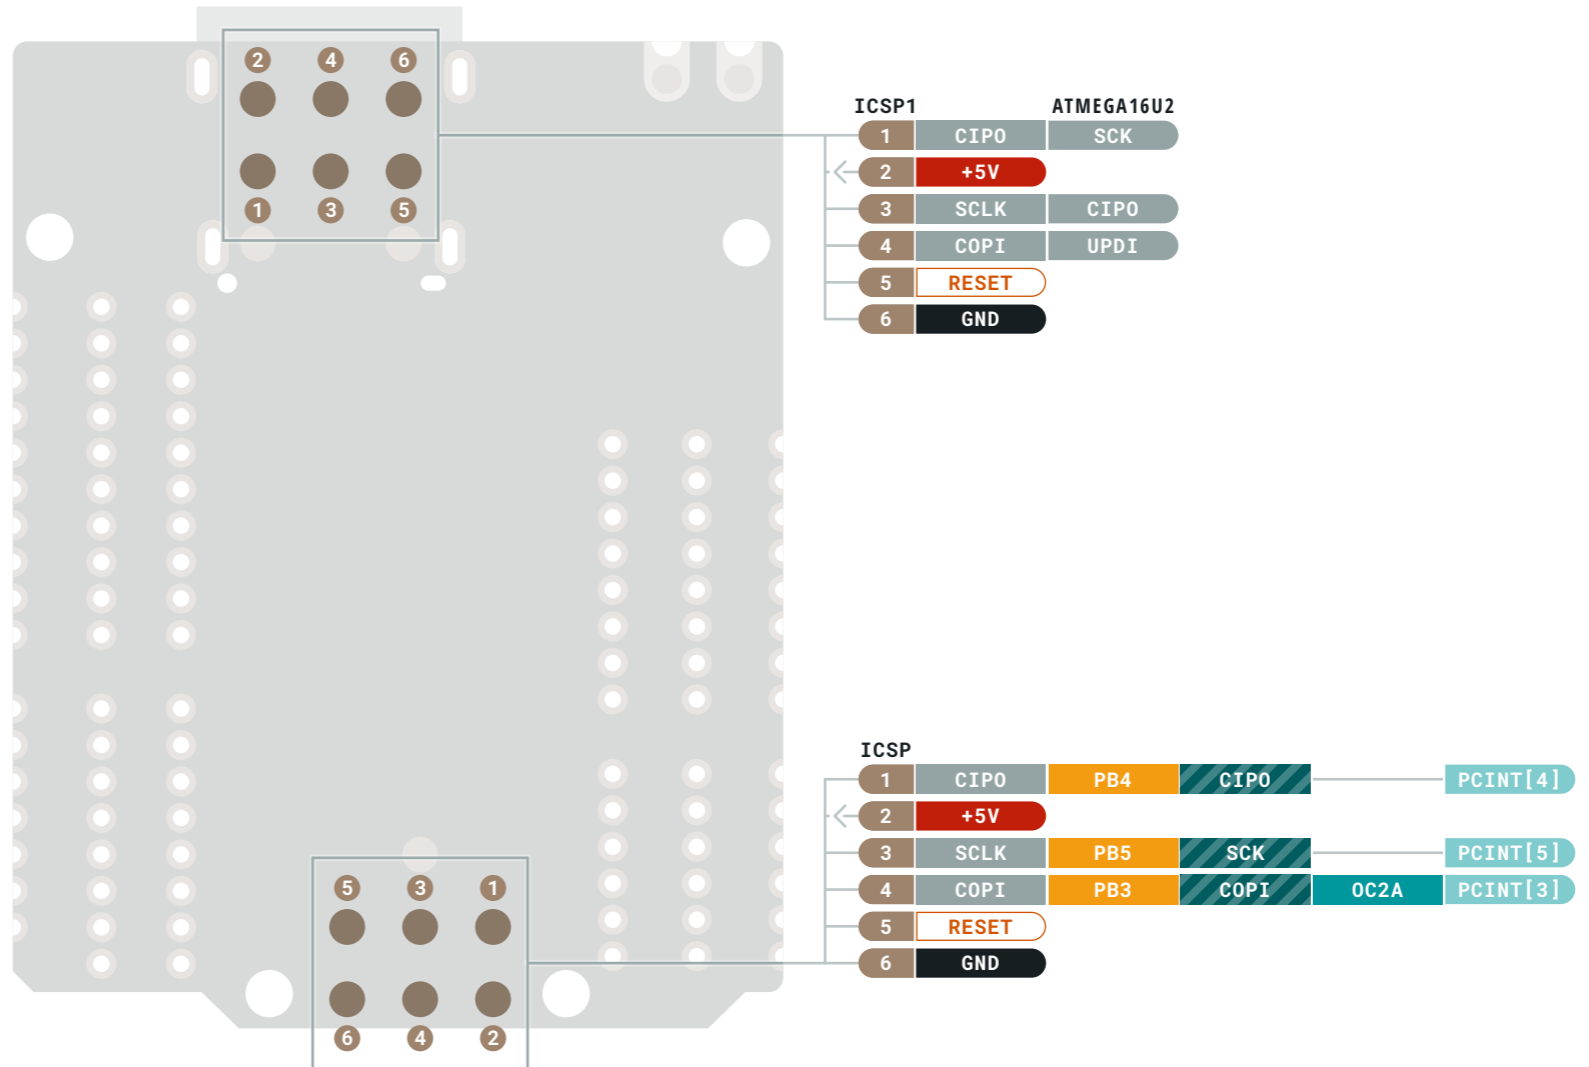 2 4 6
1 3 5
ICSP1 ATMEGA16U2
1 CIPO SCK
2 +5V
3 SCLK CIPO
4 COPI UPDI
5 RESET
6 GND
ICSP
1 CIPO PB4 CIPO PCINT[4]
2 +5V
3 SCLK PB5 SCK PCINT[5]
4 COPI PB3 COPI OC2A PCINT[3]
5 RESET
6 GND
5 3 1
6 4 2